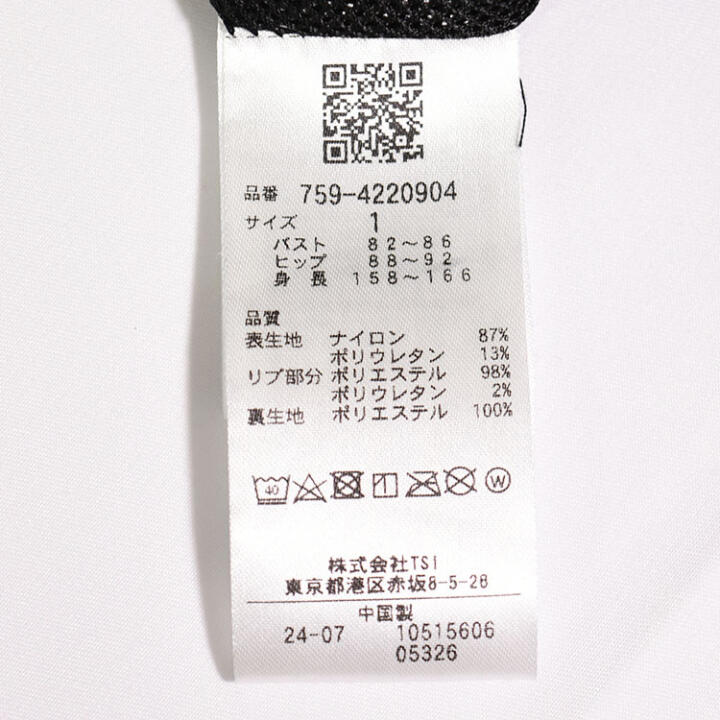 品番 759-4220904
サイズ 1
バスト 82～86
ヒップ 88～92
身 長 158～166
品質
表生地 ナイロン 87%
ポリウレタン 13%
リブ部分 ポリエステル 98%
ポリウレタン 2%
裏生地 ポリエステル 100%
40 W
株式会社TSI
東京都港区赤坂8-5-28
中国製
24-07 10515606
05326